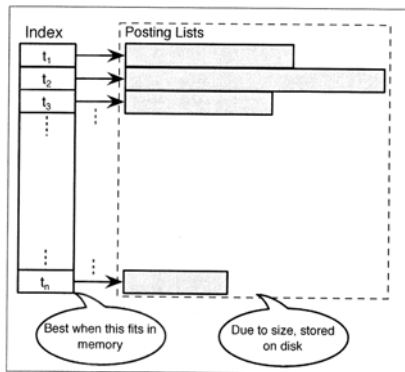 Index
Posting Lists
t1
t2
t3
tn
Best when this fits in
memory
Due to size, stored
on disk